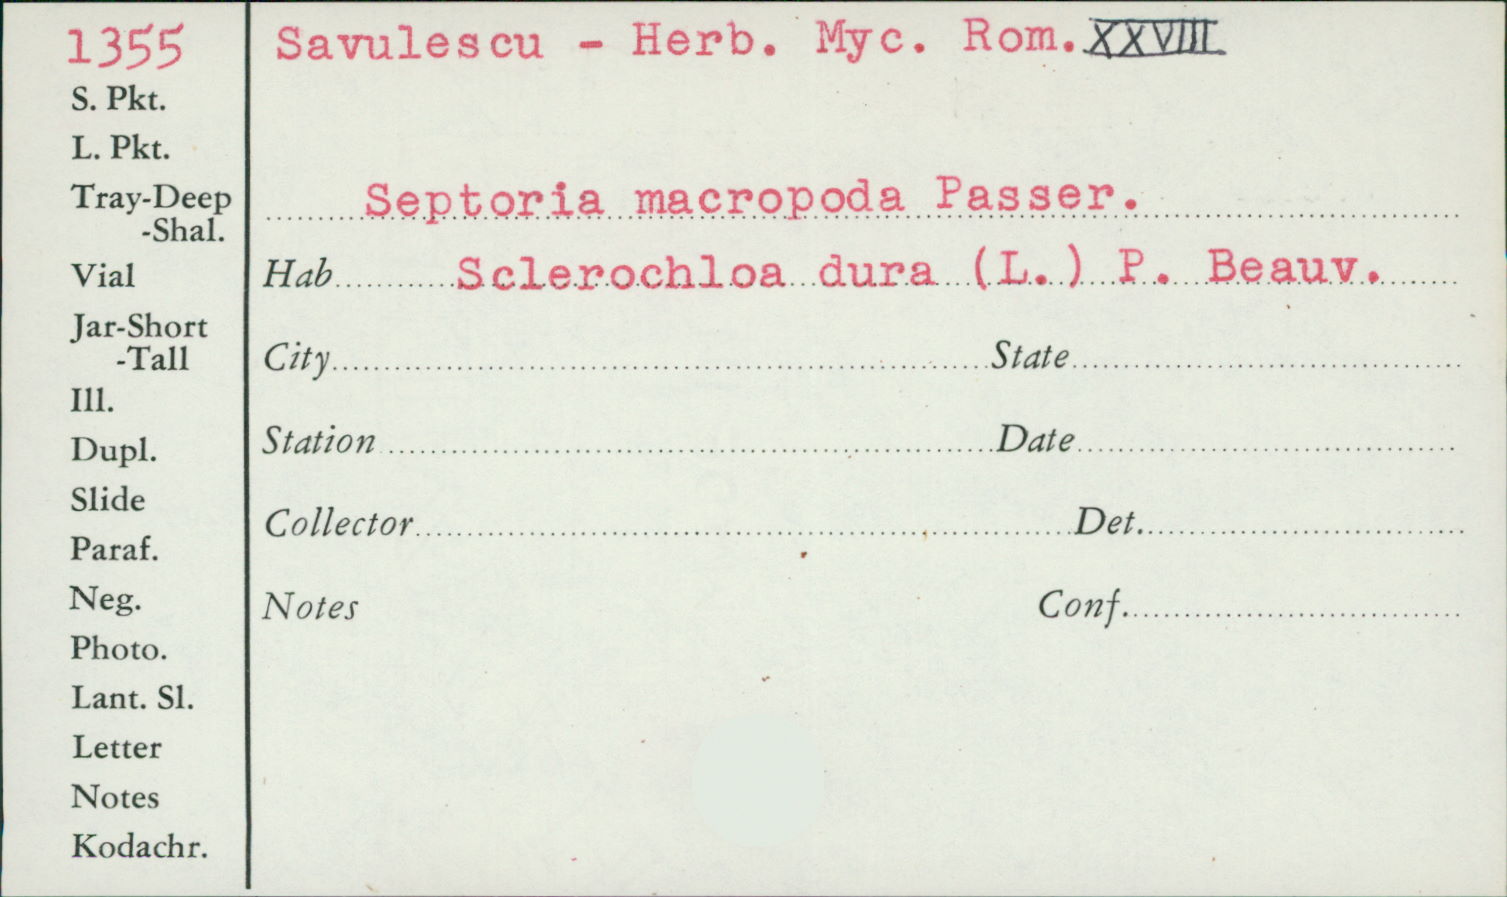 1355
Savulescu - Herb. Myc. Rom. XXVIII
S. Pkt.
L. Pkt.
Tray-Deep
-Shal.
Vial
Jar-Short
-Tall
Ill.
Dupl.
Slide
Paraf.
Neg.
Photo.
Lant. Sl.
Letter
Notes
Kodachr.
Septoria macropoda Passer.
Hab Sclerochloa dura (L.) P. Beauv.
City State
Station Date
Collector Det.
Notes Conf.